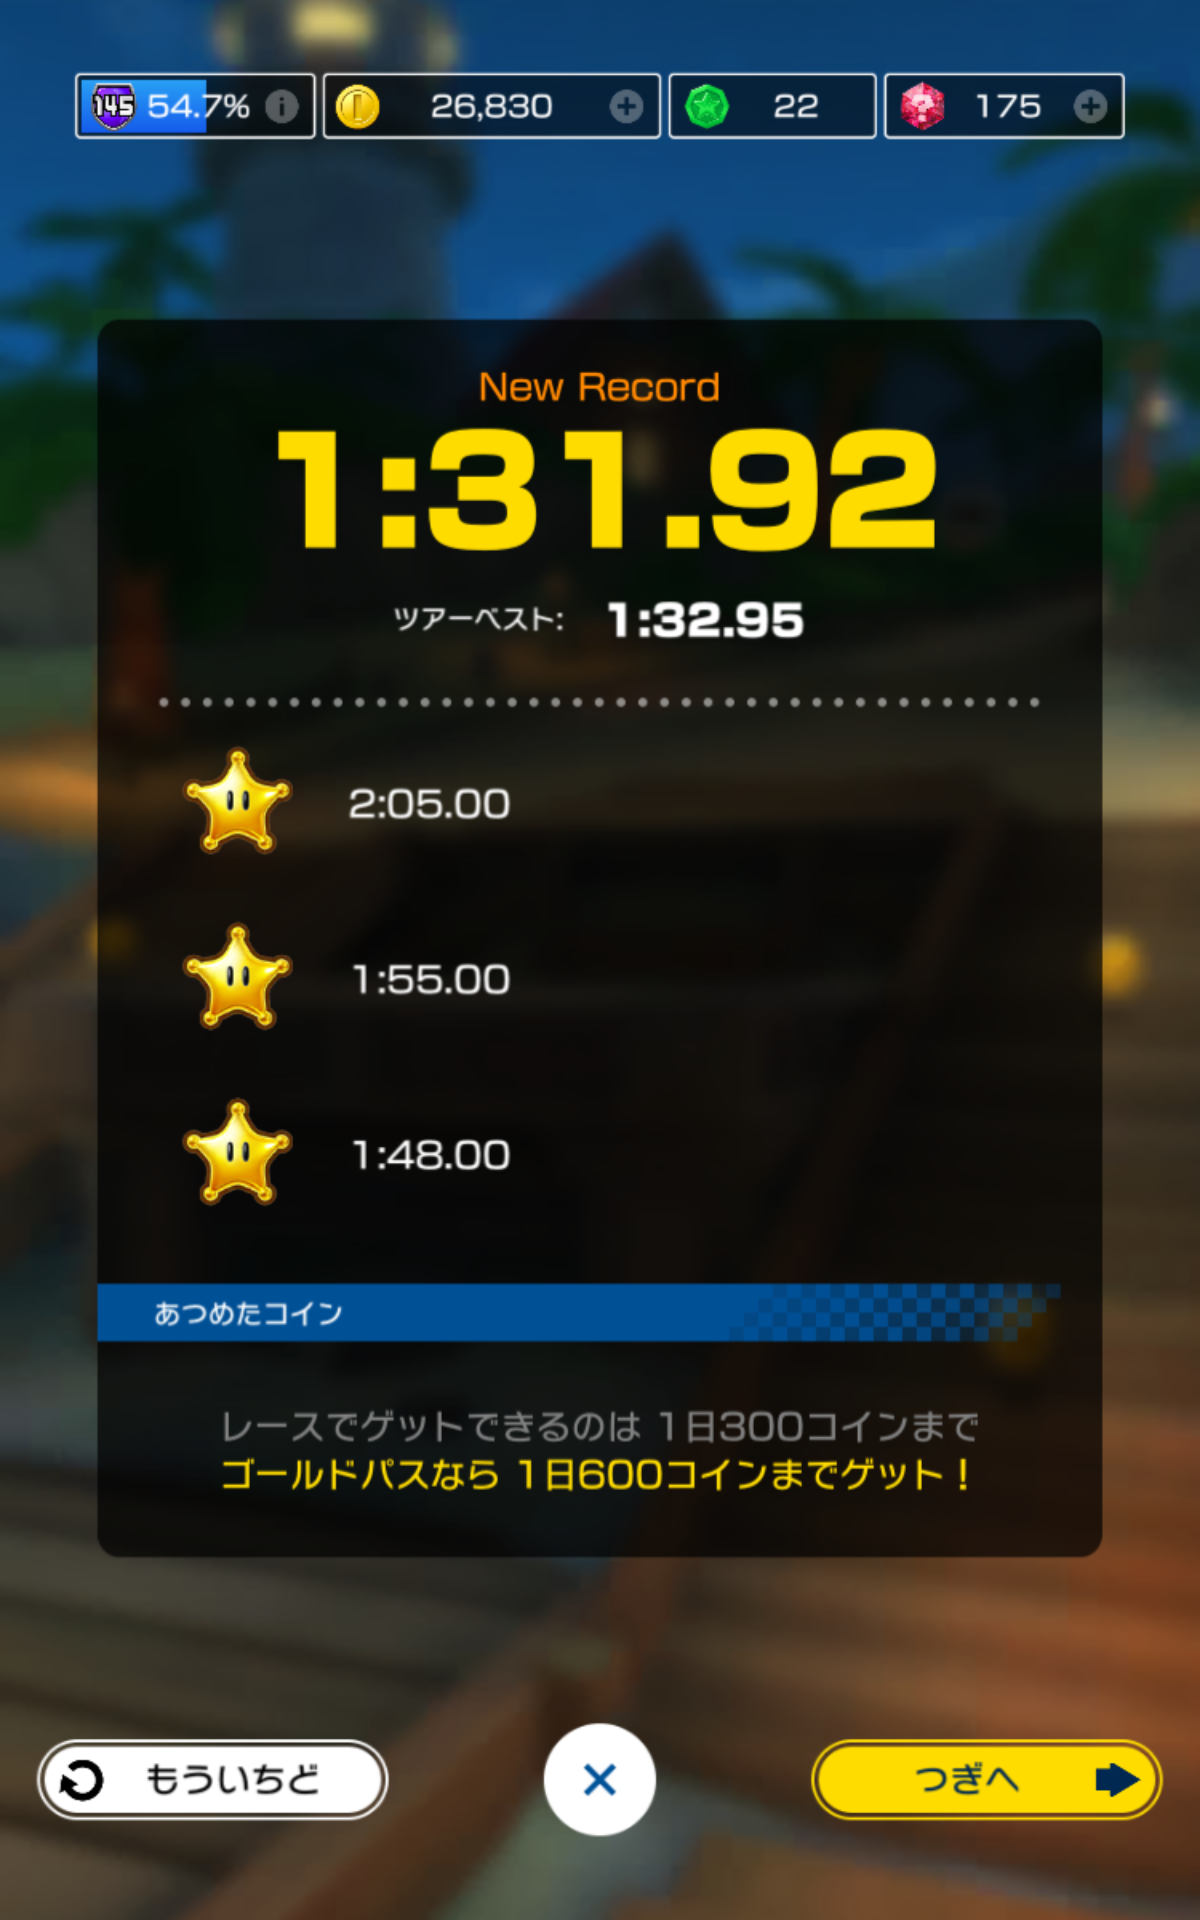 145 54.7% 26,830 22 175
New Record
1:31.92
ツアーベスト: 1:32.95
2:05.00
1:55.00
1:48.00
あつめたコイン
レースでゲットできるのは 1日300コインまで
ゴールドパスなら 1日600コインまでゲット！
もういちど × つぎへ